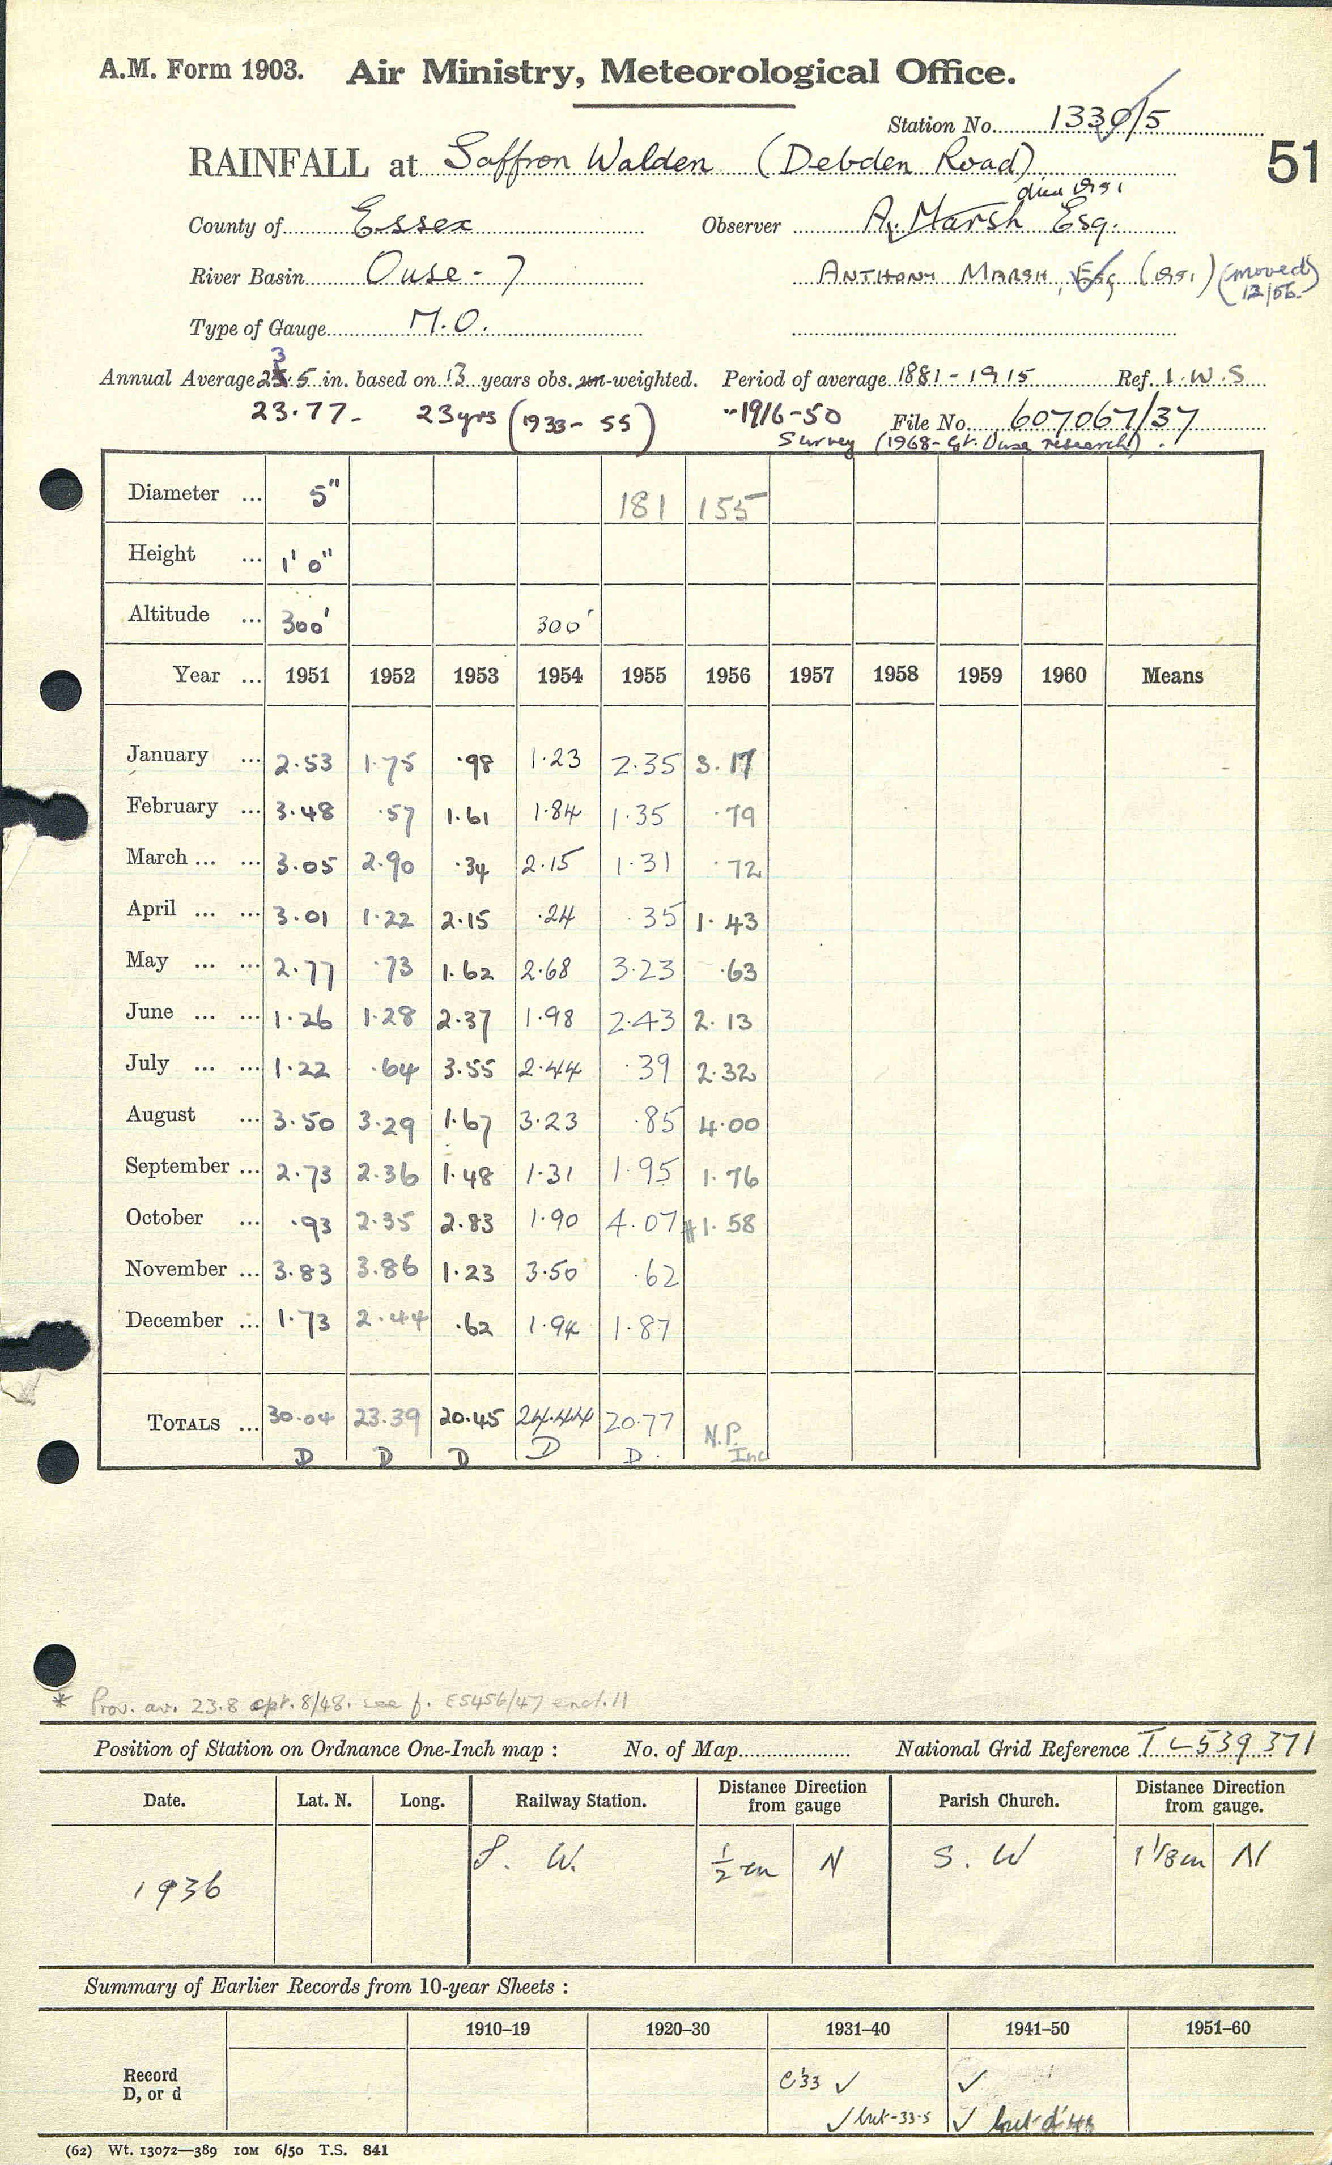 A.M. Form 1903. Air Ministry, Meteorological Office.
Station No. 1330/5
RAINFALL at Saffron Walden (Debden Road) 51
died 1951
County of Essex Observer A. Marsh Esq.
River Basin Ouse - 7 ANTHONY MARSH, Esq (1951) (moved 12/56)
Type of Gauge M.O.
Annual Average 23.5 in. based on 13 years obs. un-weighted. Period of average 1881 - 1915 Ref. I.W.S
23.77 - 23 yrs (1933 - 55) " - 1916-50 File No. 607067/37
Survey (1968 - Gt. Ouse research).
Diameter ... 5" 181 155
Height ... 1' 0"
Altitude ... 300' 300'
Year ... 1951 1952 1953 1954 1955 1956 1957 1958 1959 1960 Means
January ... 2.53 1.75 .98 1.23 2.35 3.17
February ... 3.48 .57 1.61 1.84 1.35 .79
March ... ... 3.05 2.90 .34 2.15 1.31 .72
April ... ... 3.01 1.22 2.15 .24 .35 1.43
May ... ... 2.77 .73 1.62 2.68 3.23 .63
June ... ... 1.26 1.28 2.37 1.98 2.43 2.13
July ... ... 1.22 .64 3.55 2.44 .39 2.32
August ... 3.50 3.29 1.67 3.23 .85 4.00
September ... 2.73 2.36 1.48 1.31 1.95 1.76
October ... .93 2.35 2.83 1.90 4.07 1.58
November ... 3.83 3.86 1.23 3.50 .62
December ... 1.73 2.44 .62 1.94 1.87
TOTALS ... 30.04 23.39 20.45 24.44 20.77 N.P. Inc
D D D D D.
* Prov. av. 23.8 opt. 8/48. see f. E5456/47 encl. 11
Position of Station on Ordnance One-Inch map : No. of Map National Grid Reference TL 539 371
Date. Lat. N. Long. Railway Station. Distance Direction from gauge Parish Church. Distance Direction from gauge.
1936 S. W. 1/2 m N S. W 1 1/8 m N
Summary of Earlier Records from 10-year Sheets :
1910–19 1920–30 1931–40 1941–50 1951–60
Record D, or d C'33 ✓ ✓
✓ but - 33-5 ✓ but d'
(62) Wt. 13072—389 10M 6/50 T.S. 841